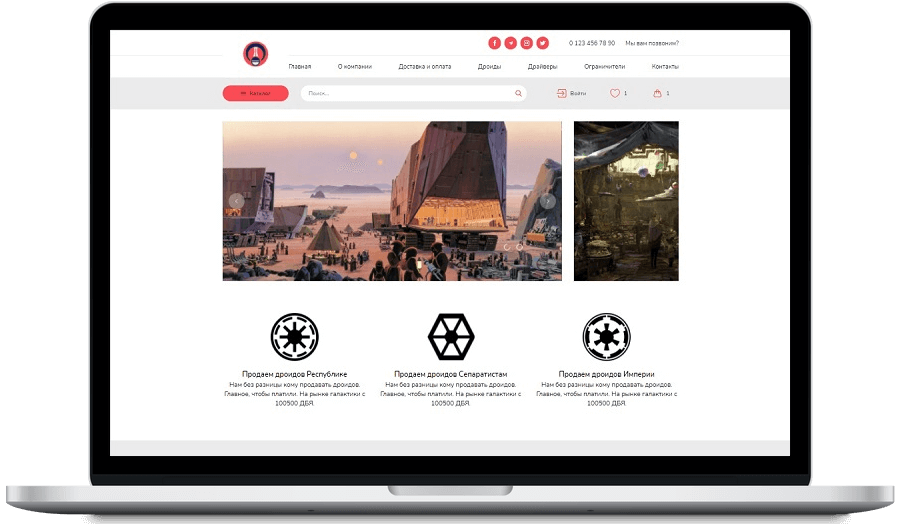 0 123 456 78 90 Мы вам позвоним?
Главная О компании Доставка и оплата Дроиды Драйверы Ограничители Контакты
Каталог Поиск... Войти 1 1
Продаем дроидов Республике
Нам без разницы кому продавать дроидов.
Главное, чтобы платили. На рынке галактики с
100500 ДБЯ.
Продаем дроидов Сепаратистам
Нам без разницы кому продавать дроидов.
Главное, чтобы платили. На рынке галактики с
100500 ДБЯ.
Продаем дроидов Империи
Нам без разницы кому продавать дроидов.
Главное, чтобы платили. На рынке галактики с
100500 ДБЯ.